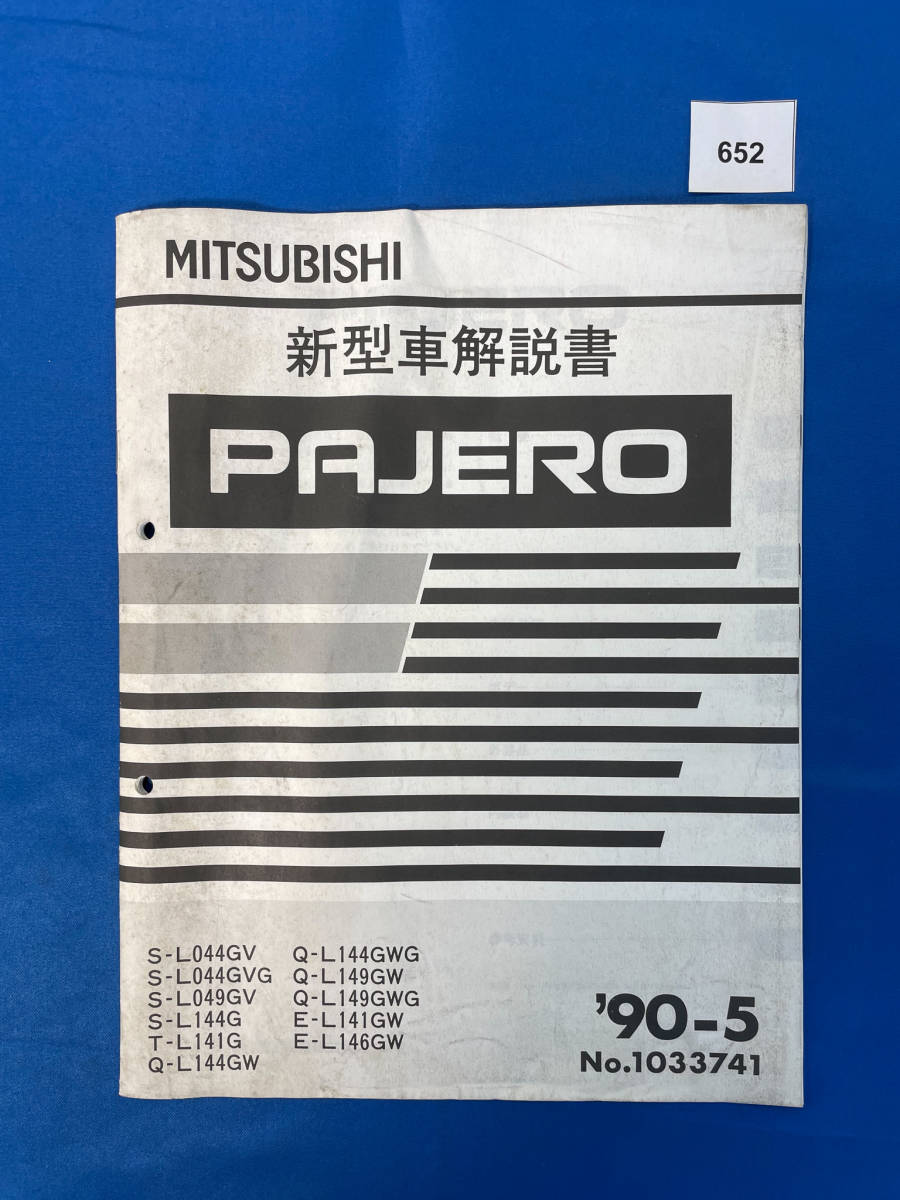 652
MITSUBISHI
新型車解説書
PAJERO
S-L044GV
S-L044GVG
S-L049GV
S-L144G
T-L141G
Q-L144GW
Q-L144GWG
Q-L149GW
Q-L149GWG
E-L141GW
E-L146GW
'90-5
No.1033741